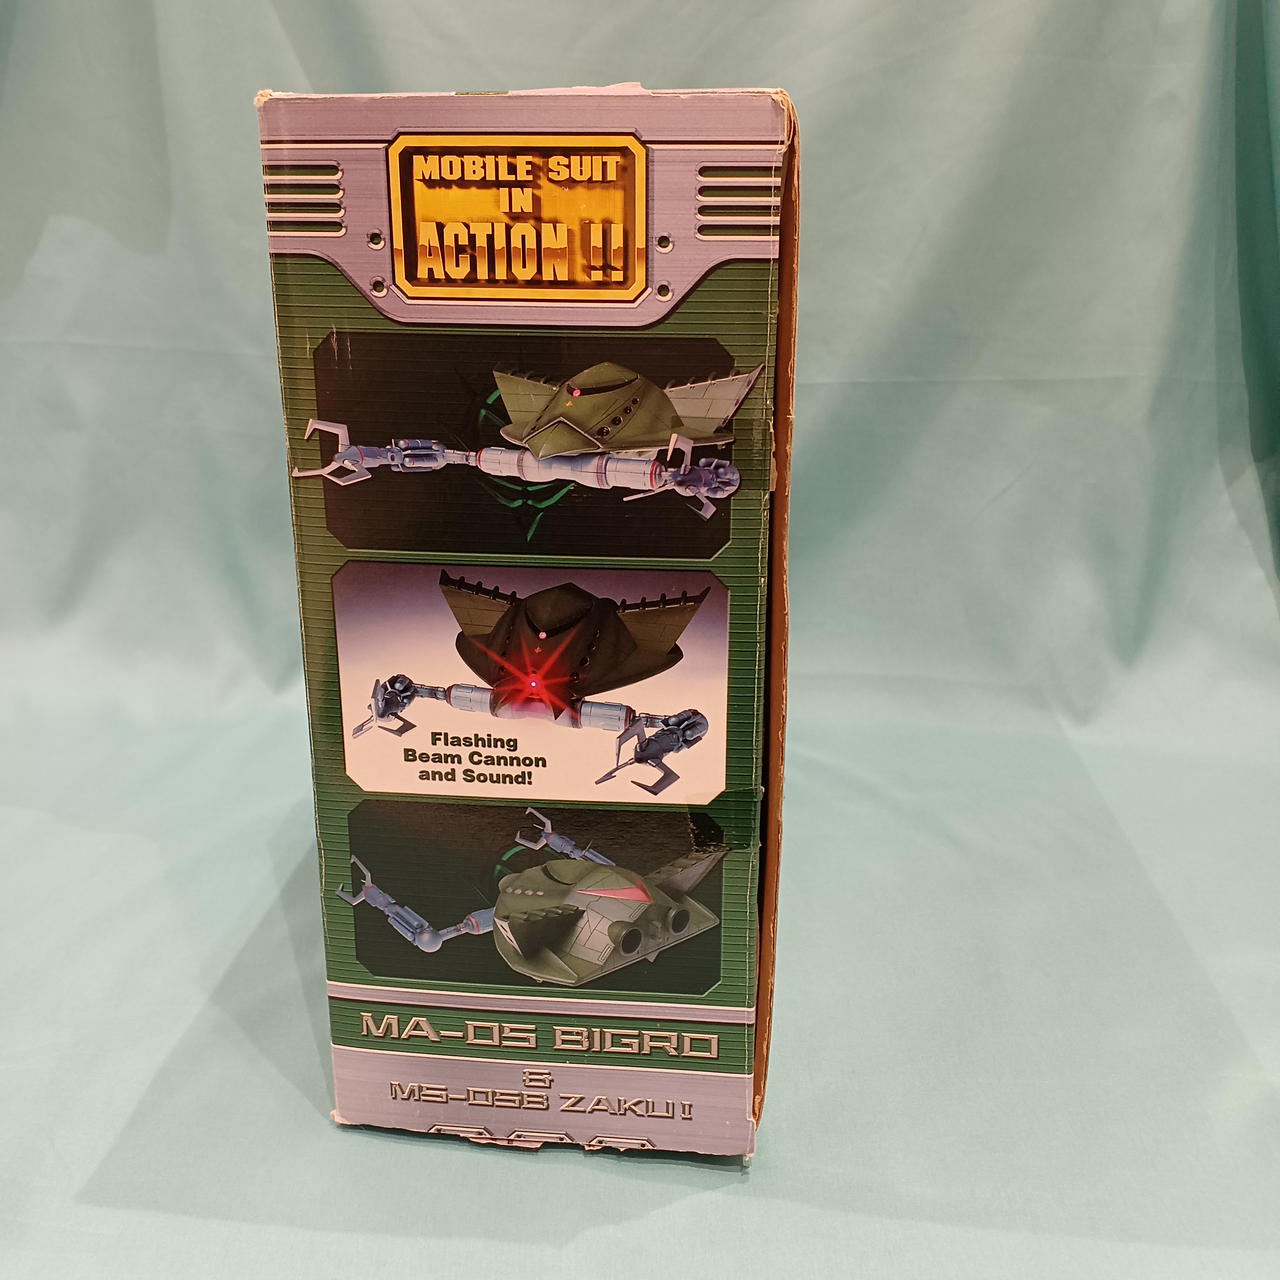 MOBILE SUIT
IN
ACTION !!
Flashing
Beam Cannon
and Sound!
MA-05 BIGRO
&
MS-05B ZAKU I